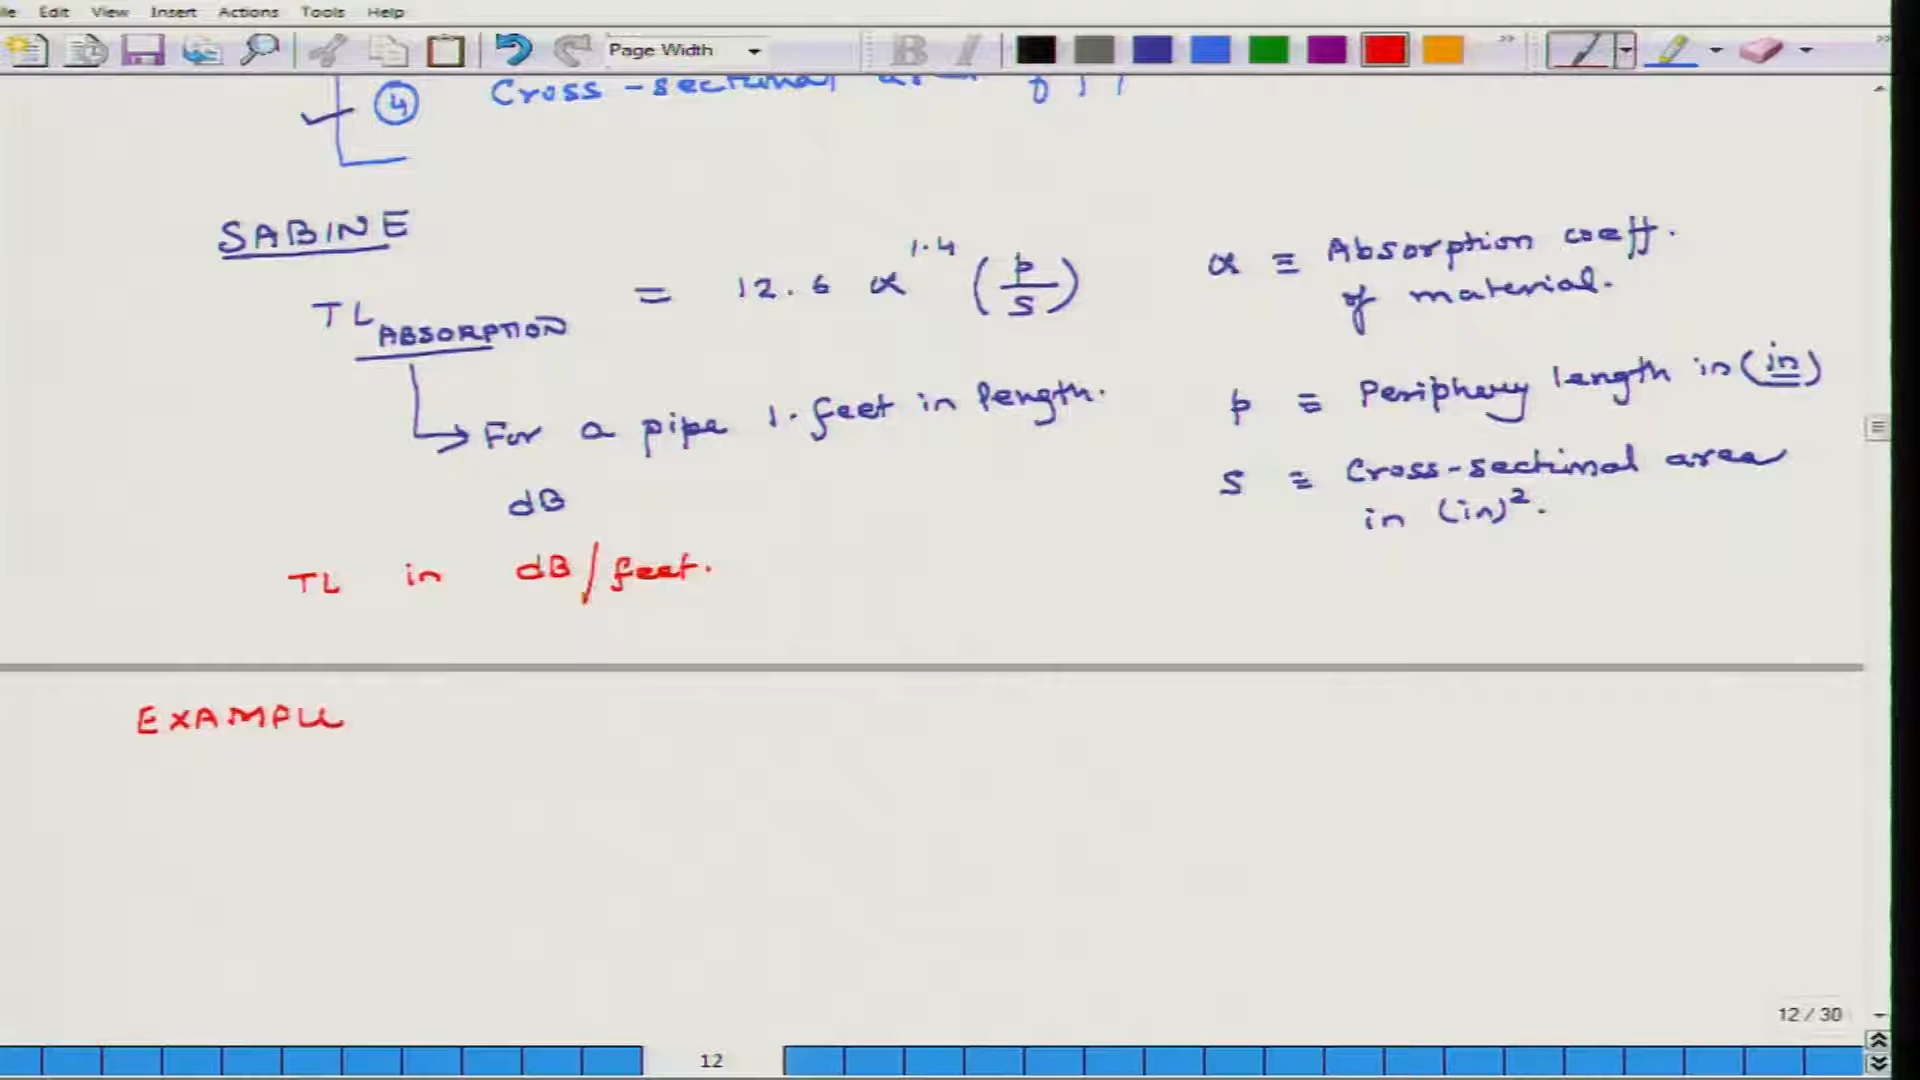 Edit View Insert Actions Tools Help
Page Width
B I
4 Cross-sectional
SABINE
TL ABSORPTION = 12.6 α^1.4 (p/s)
α ≡ Absorption coeff. of material.
For a pipe 1. feet in length.
p ≡ Periphery length in (in)
s ≡ Cross-sectional area in (in)².
dB
TL in dB/feet.
EXAMPLE
12 / 30
12